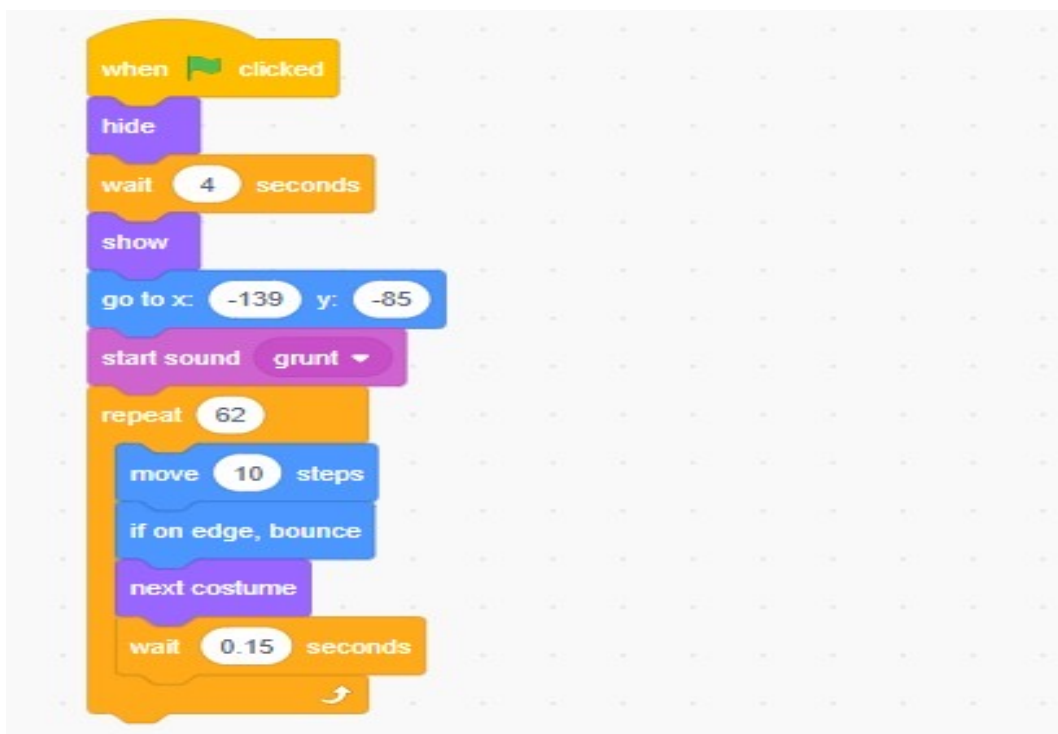 when clicked
hide
wait 4 seconds
show
go to x: -139 y: -85
start sound grunt
repeat 62
move 10 steps
if on edge, bounce
next costume
wait 0.15 seconds